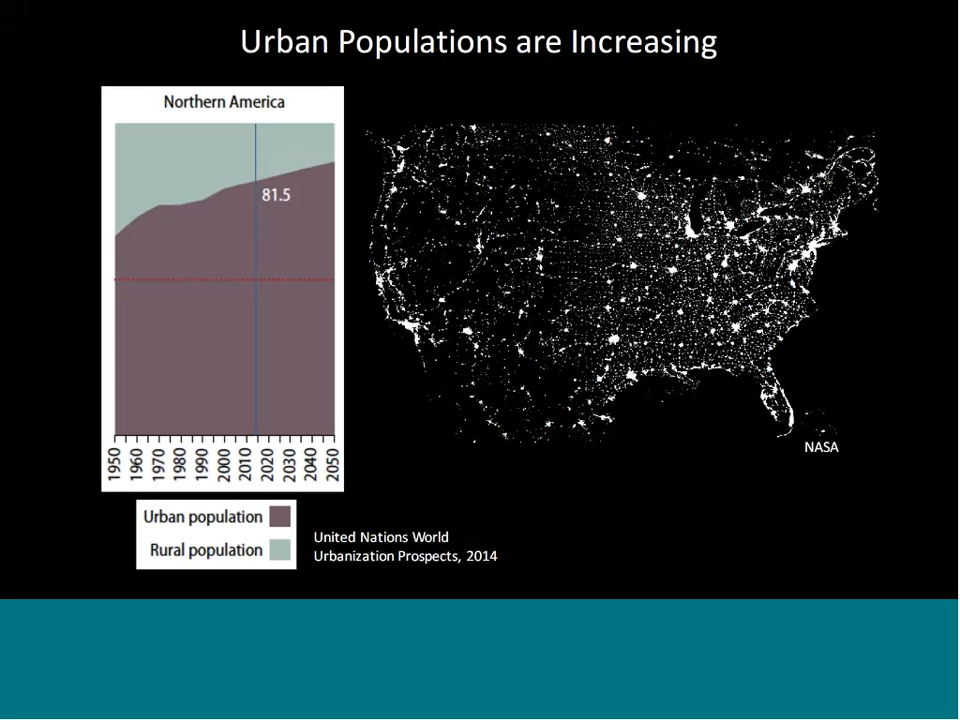 Urban Populations are Increasing
Northern America
81.5
1950
1960
1970
1980
1990
2000
2010
2020
2030
2040
2050
NASA
Urban population
Rural population
United Nations World
Urbanization Prospects, 2014